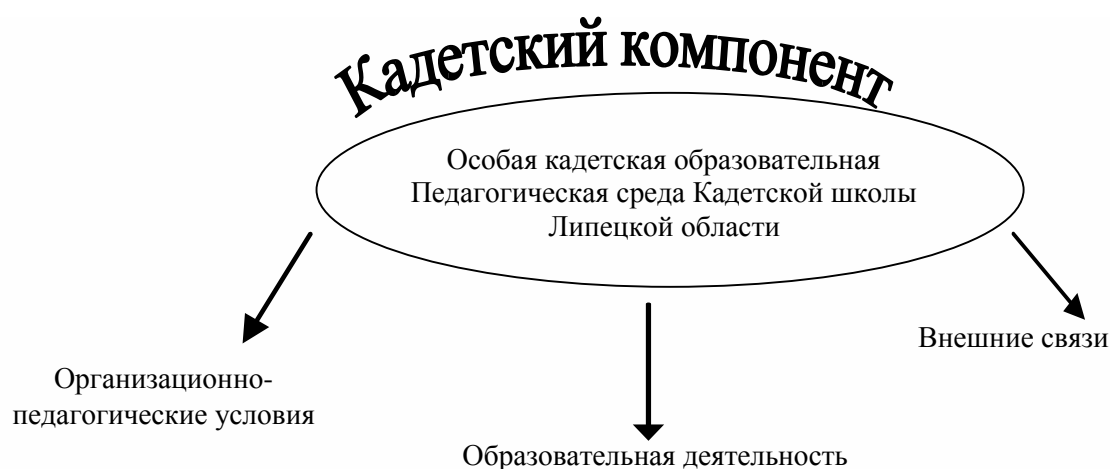 Кадетский компонент
Особая кадетская образовательная
Педагогическая среда Кадетской школы
Липецкой области
Внешние связи
Организационно-
педагогические условия
Образовательная деятельность